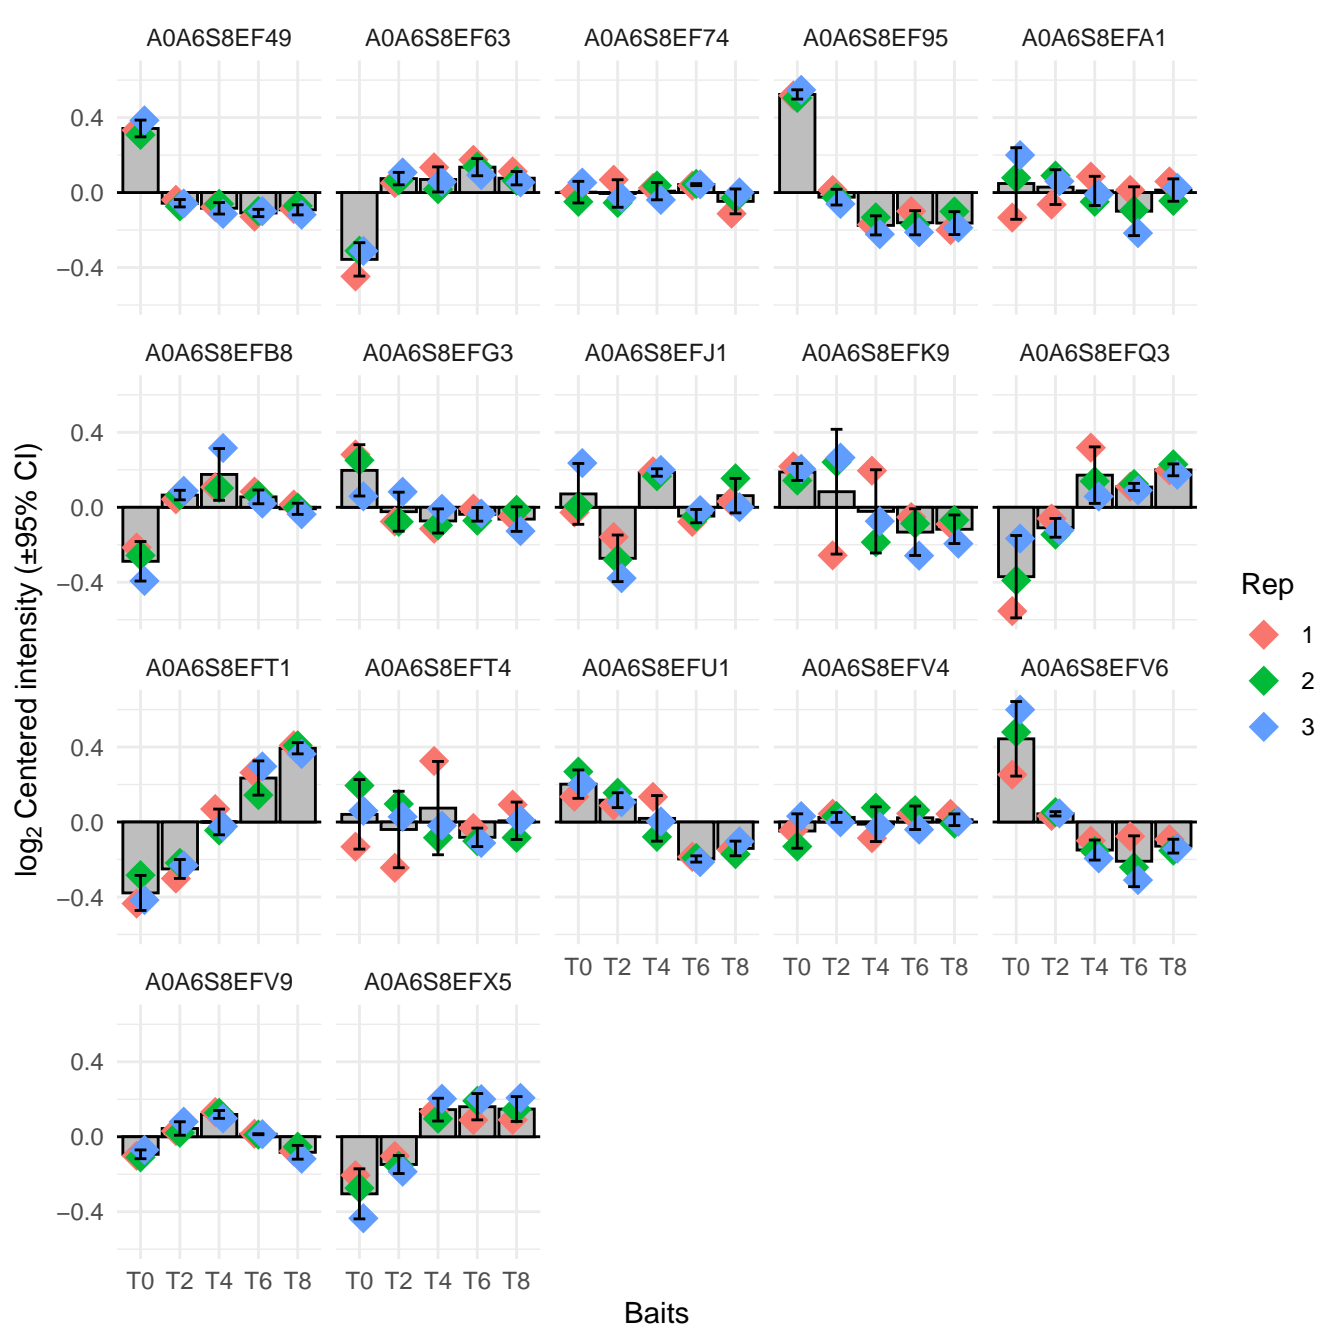 A0A6S8EF49 A0A6S8EF63 A0A6S8EF74 A0A6S8EF95 A0A6S8EFA1
0.4
0.0
−0.4
A0A6S8EFB8 A0A6S8EFG3 A0A6S8EFJ1 A0A6S8EFK9 A0A6S8EFQ3
0.4
0.0
−0.4
log2 Centered intensity (±95% CI)
Rep
1
2
3
A0A6S8EFT1 A0A6S8EFT4 A0A6S8EFU1 A0A6S8EFV4 A0A6S8EFV6
0.4
0.0
−0.4
T0 T2 T4 T6 T8 T0 T2 T4 T6 T8 T0 T2 T4 T6 T8
A0A6S8EFV9 A0A6S8EFX5
0.4
0.0
−0.4
T0 T2 T4 T6 T8 T0 T2 T4 T6 T8
Baits